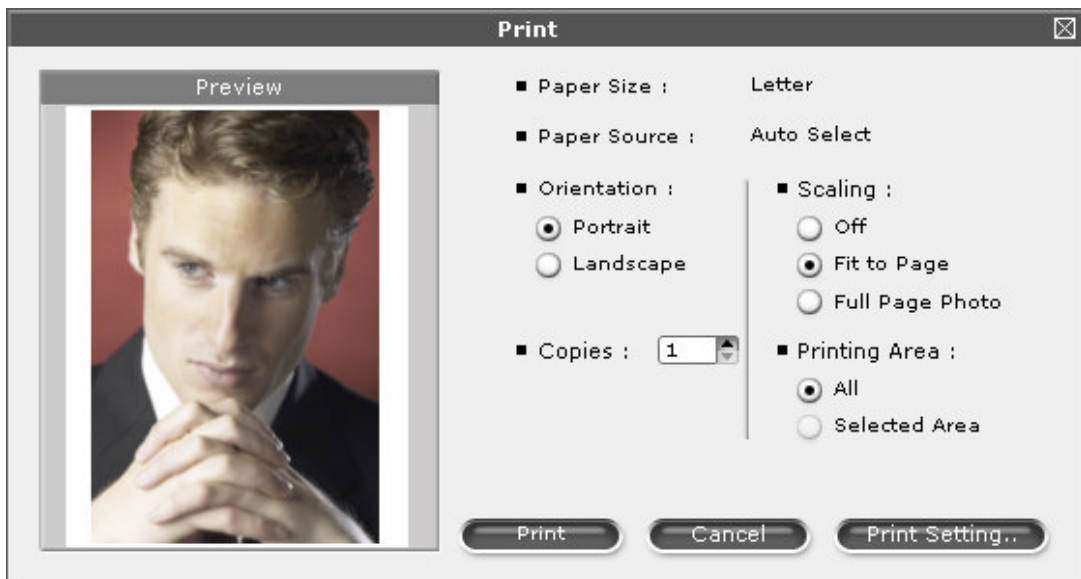 Print
Preview
Paper Size : Letter
Paper Source : Auto Select
Orientation :
Portrait
Landscape
Copies : 1
Scaling :
Off
Fit to Page
Full Page Photo
Printing Area :
All
Selected Area
Print
Cancel
Print Setting..